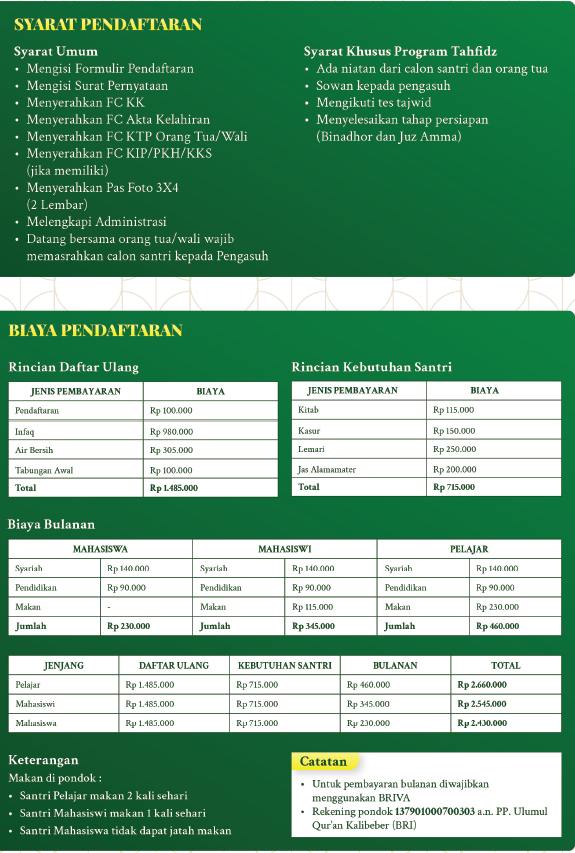 SYARAT PENDAFTARAN
Syarat Umum
• Mengisi Formulir Pendaftaran
• Mengisi Surat Pernyataan
• Menyerahkan FC KK
• Menyerahkan FC Akta Kelahiran
• Menyerahkan FC KTP Orang Tua/Wali
• Menyerahkan FC KIP/PKH/KKS
(jika memiliki)
• Menyerahkan Pas Foto 3X4
(2 Lembar)
• Melengkapi Administrasi
• Datang bersama orang tua/wali wajib
memasrahkan calon santri kepada Pengasuh
Syarat Khusus Program Tahfidz
• Ada niatan dari calon santri dan orang tua
• Sowan kepada pengasuh
• Mengikuti tes tajwid
• Menyelesaikan tahap persiapan
(Binadhor dan Juz Amma)
BIAYA PENDAFTARAN
Rincian Daftar Ulang
JENIS PEMBAYARAN BIAYA
Pendaftaran Rp 100.000
Infaq Rp 980.000
Air Bersih Rp 305.000
Tabungan Awal Rp 100.000
Total Rp 1.485.000
Rincian Kebutuhan Santri
JENIS PEMBAYARAN BIAYA
Kitab Rp 115.000
Kasur Rp 150.000
Lemari Rp 250.000
Jas Alamamater Rp 200.000
Total Rp 715.000
Biaya Bulanan
MAHASISWA MAHASISWI PELAJAR
Syariah Rp 140.000 Syariah Rp 140.000 Syariah Rp 140.000
Pendidikan Rp 90.000 Pendidikan Rp 90.000 Pendidikan Rp 90.000
Makan - Makan Rp 115.000 Makan Rp 230.000
Jumlah Rp 230.000 Jumlah Rp 345.000 Jumlah Rp 460.000
JENJANG DAFTAR ULANG KEBUTUHAN SANTRI BULANAN TOTAL
Pelajar Rp 1.485.000 Rp 715.000 Rp 460.000 Rp 2.660.000
Mahasiswi Rp 1.485.000 Rp 715.000 Rp 345.000 Rp 2.545.000
Mahasiswa Rp 1.485.000 Rp 715.000 Rp 230.000 Rp 2.430.000
Keterangan
Makan di pondok :
• Santri Pelajar makan 2 kali sehari
• Santri Mahasiswi makan 1 kali sehari
• Santri Mahasiswa tidak dapat jatah makan
Catatan
• Untuk pembayaran bulanan diwajibkan
menggunakan BRIVA
• Rekening pondok 137901000700303 a.n. PP. Ulumul
Qur'an Kalibeber (BRI)